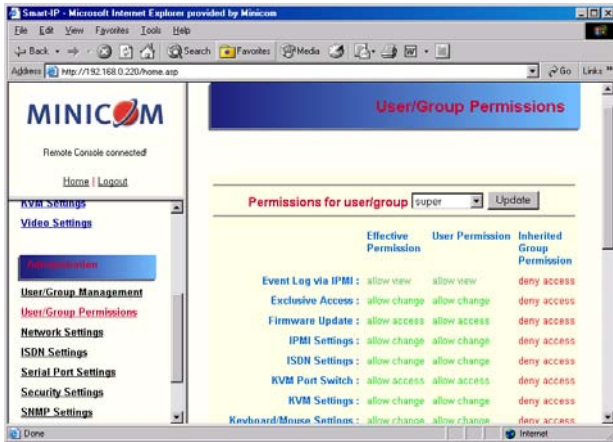 Smart-IP - Microsoft Internet Explorer provided by Minicom
File Edit View Favorites Tools Help
Back Search Favorites Media
Address http://192.168.0.220/home.asp Go Links »
MINICOM
Remote Console connected!
Home | Logout
KVM Settings
Video Settings
Administration
User/Group Management
User/Group Permissions
Network Settings
ISDN Settings
Serial Port Settings
Security Settings
SNMP Settings
User/Group Permissions
Permissions for user/group super Update
Effective Permission User Permission Inherited Group Permission
Event Log via IPMI : allow view allow view deny access
Exclusive Access : allow change allow change deny access
Firmware Update : allow access allow access deny access
IPMI Settings : allow change allow change deny access
ISDN Settings : allow change allow change deny access
KVM Port Switch : allow access allow access deny access
KVM Settings : allow change allow change deny access
Keyboard/Mouse Settings : allow change allow change deny access
Done Internet